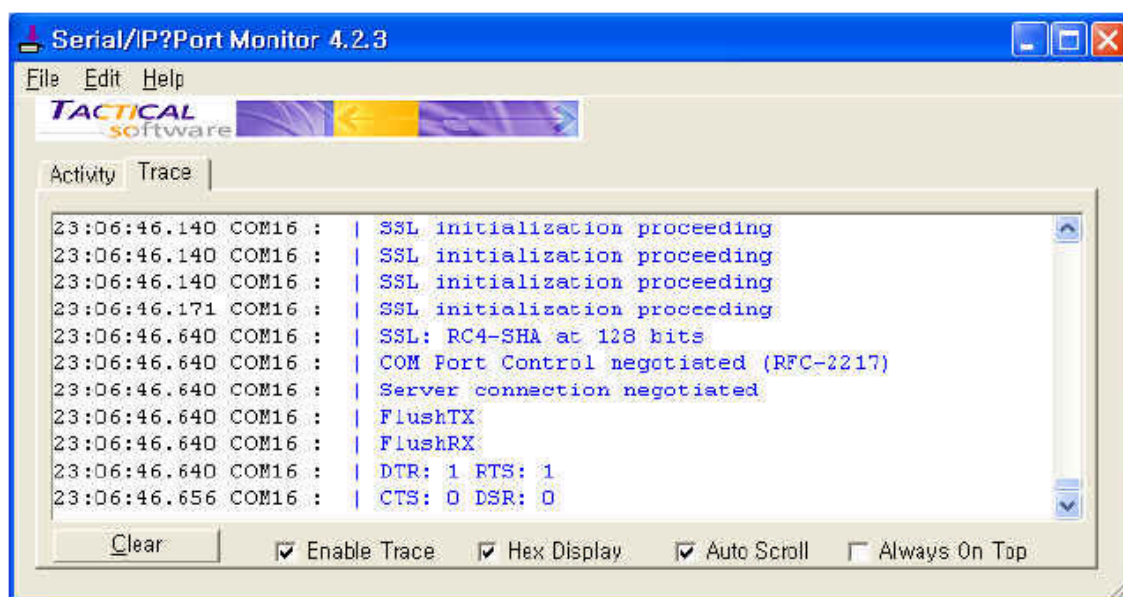 Serial/IP?Port Monitor 4.2.3
File Edit Help
TACTICAL
software
Activity Trace
23:06:46.140 COM16 : | SSL initialization proceeding
23:06:46.140 COM16 : | SSL initialization proceeding
23:06:46.140 COM16 : | SSL initialization proceeding
23:06:46.171 COM16 : | SSL initialization proceeding
23:06:46.640 COM16 : | SSL: RC4-SHA at 128 bits
23:06:46.640 COM16 : | COM Port Control negotiated (RFC-2217)
23:06:46.640 COM16 : | Server connection negotiated
23:06:46.640 COM16 : | FlushTX
23:06:46.640 COM16 : | FlushRX
23:06:46.640 COM16 : | DTR: 1 RTS: 1
23:06:46.656 COM16 : | CTS: 0 DSR: 0
Clear Enable Trace Hex Display Auto Scroll Always On Top